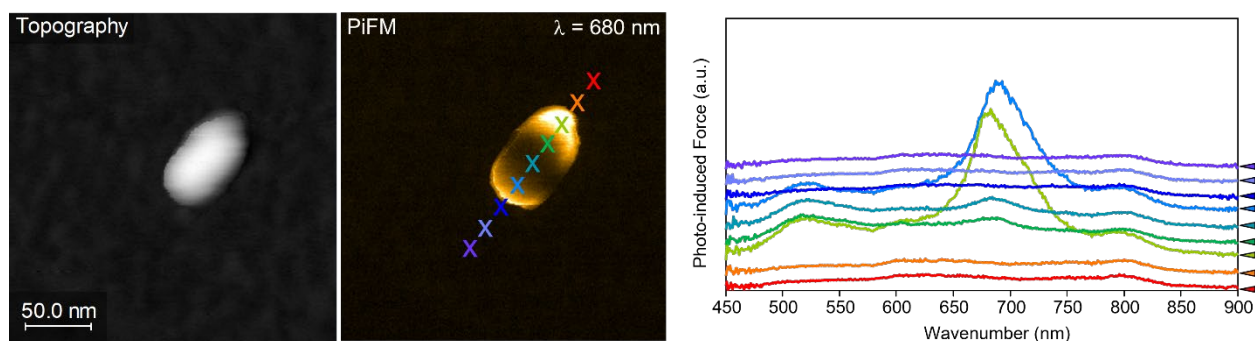 Topography
50.0 nm
PiFM
λ = 680 nm
X
X
X
X
X
X
X
X
X
Photo-induced Force (a.u.)
450 500 550 600 650 700 750 800 850 900
Wavenumber (nm)